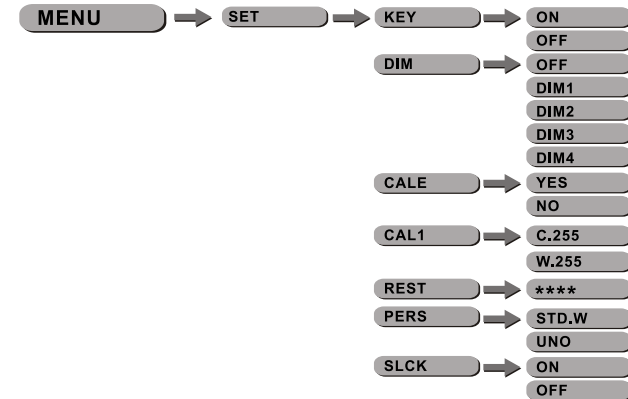 MENU SET KEY ON
OFF
DIM OFF
DIM1
DIM2
DIM3
DIM4
CALE YES
NO
CAL1 C.255
W.255
REST ****
PERS STD.W
UNO
SLCK ON
OFF